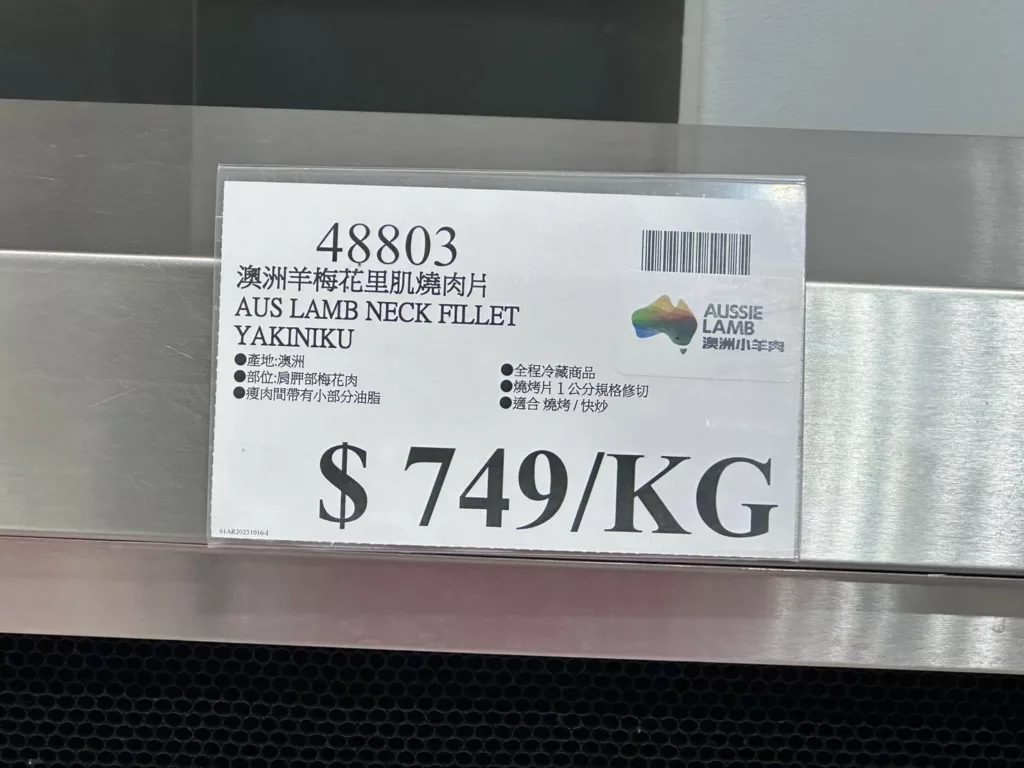 48803
澳洲羊梅花里肌燒肉片
AUS LAMB NECK FILLET
YAKINIKU
●產地:澳洲
●部位:肩胛部梅花肉
●瘦肉間帶有小部分油脂
●全程冷藏商品
●燒烤片1公分規格修切
●適合 燒烤/快炒
AUSSIE
LAMB
澳洲小羊肉
$ 749/KG
61AR20231016-1